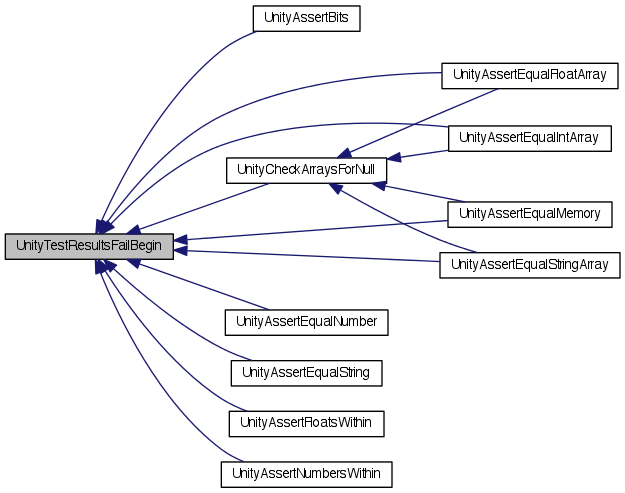 UnityAssertBits
UnityAssertEqualFloatArray
UnityAssertEqualIntArray
UnityCheckArraysForNull
UnityAssertEqualMemory
UnityTestResultsFailBegin
UnityAssertEqualStringArray
UnityAssertEqualNumber
UnityAssertEqualString
UnityAssertFloatsWithin
UnityAssertNumbersWithin